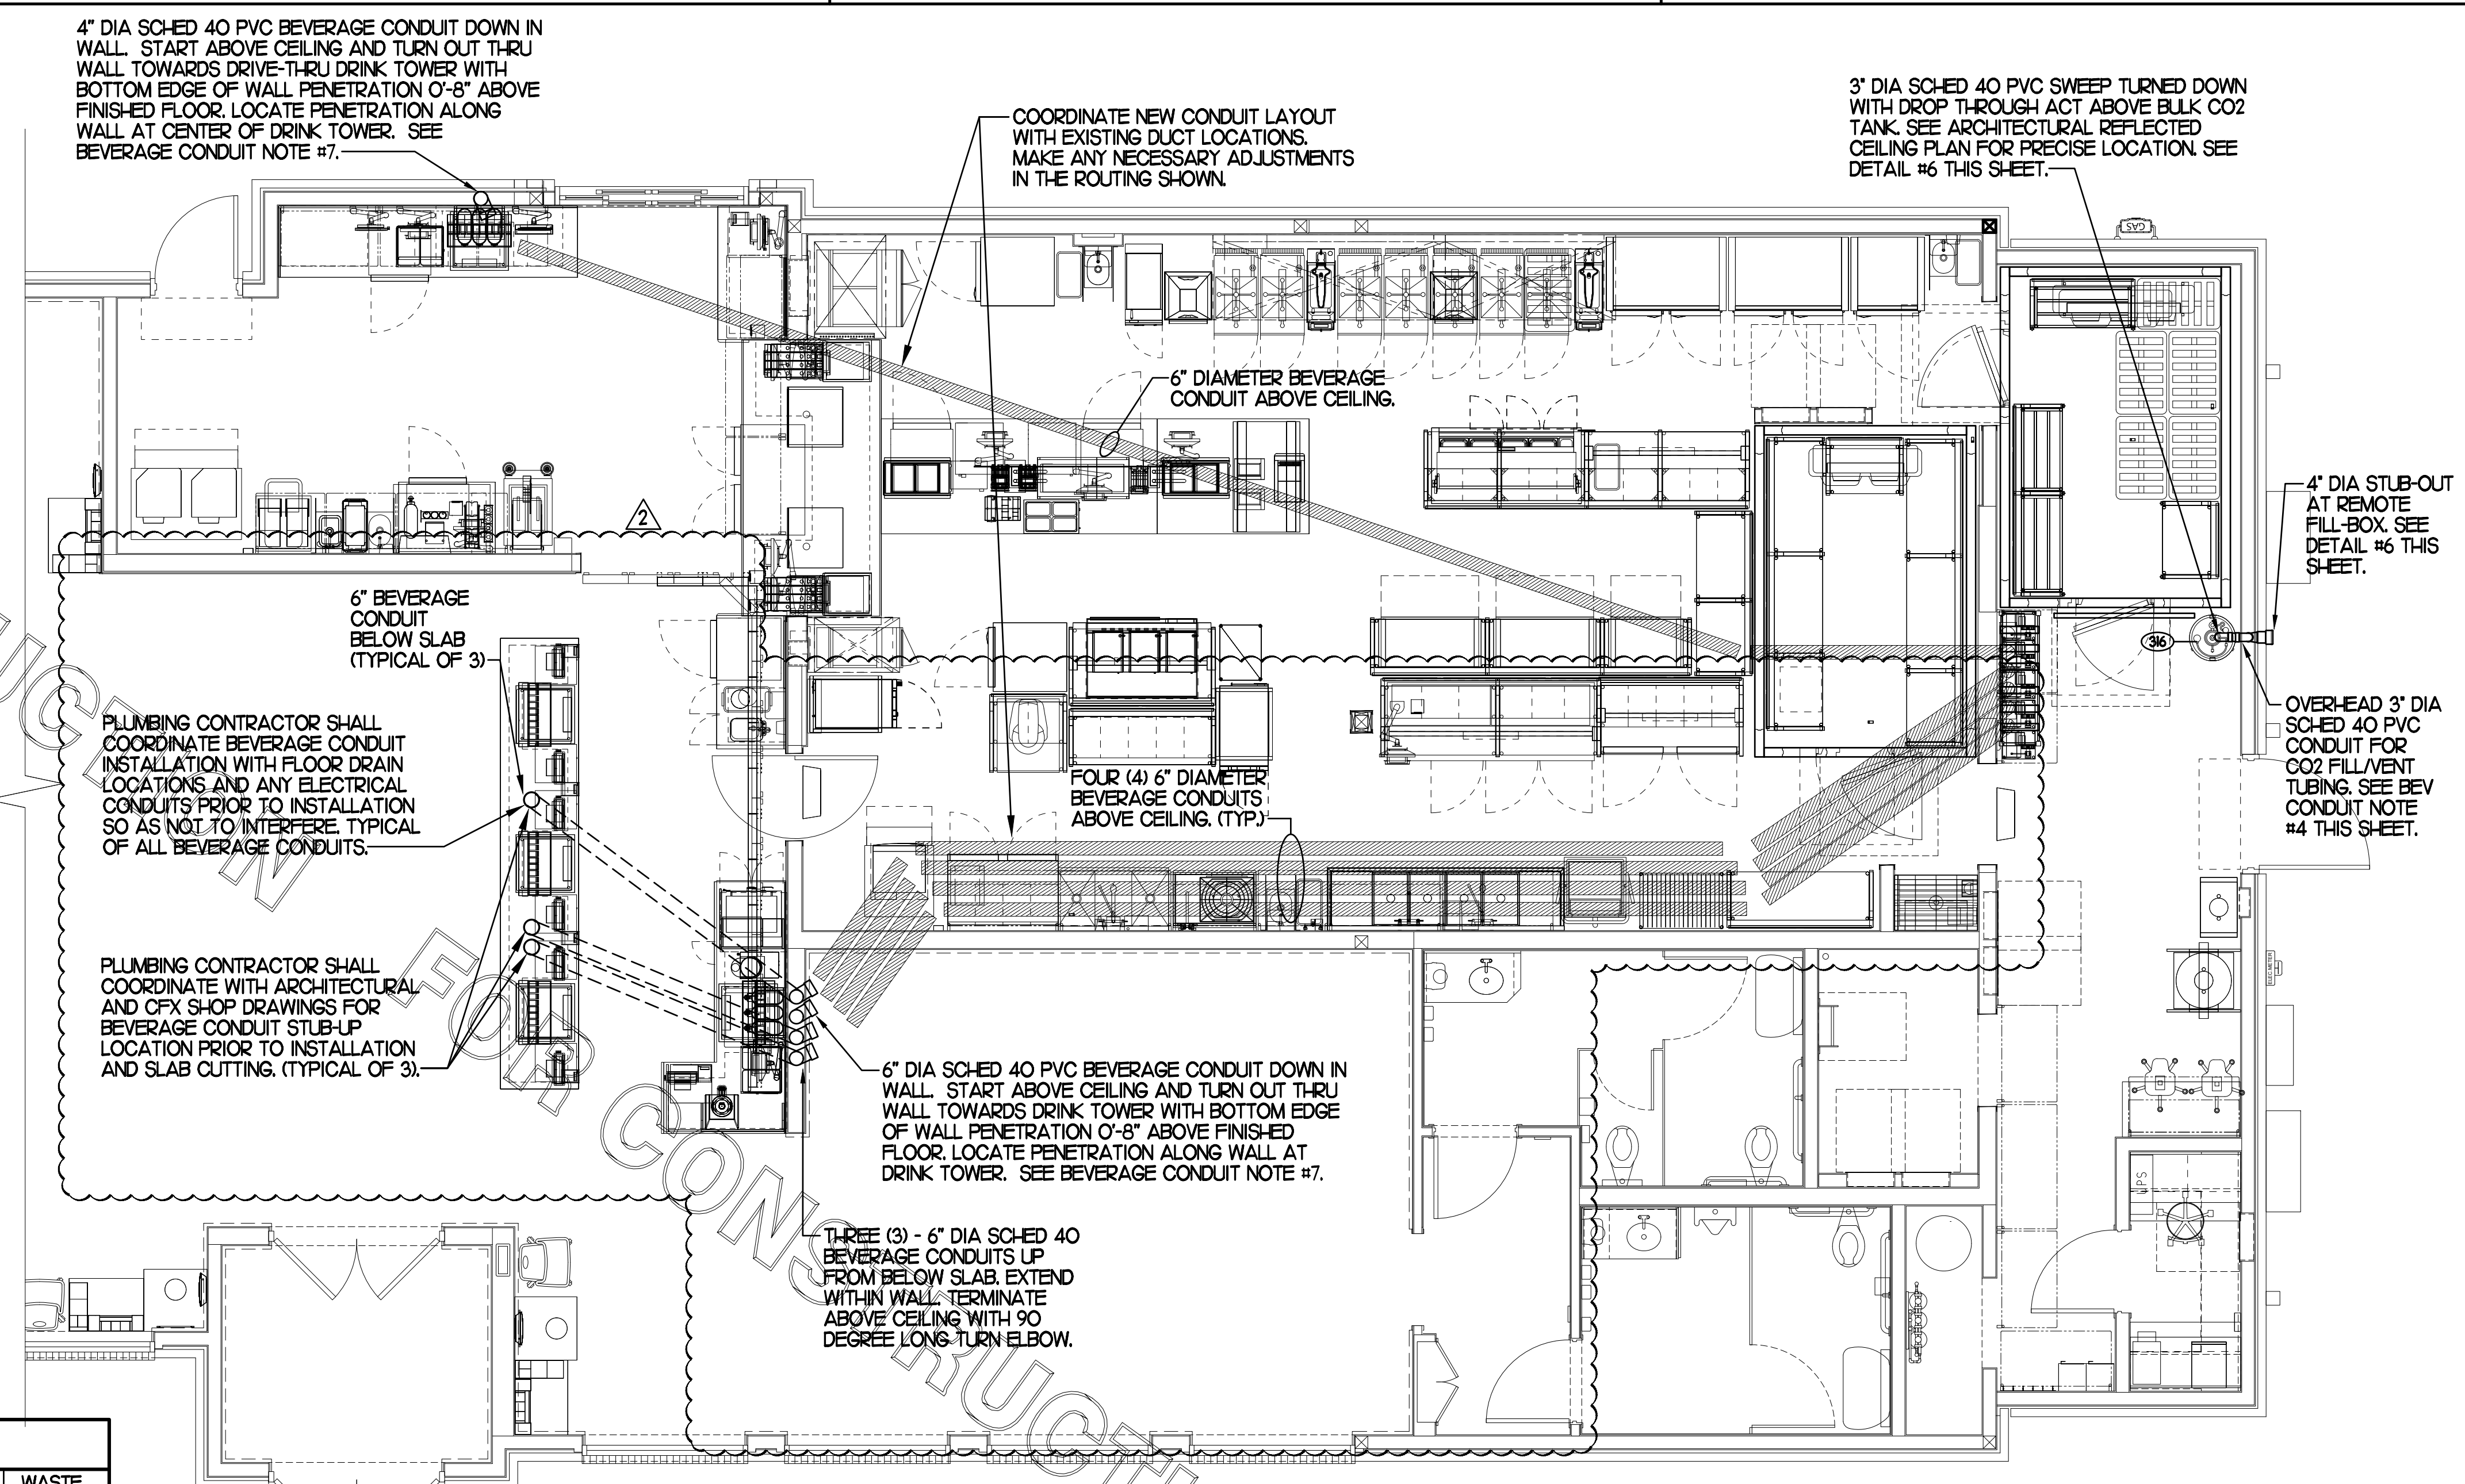 4" DIA SCHED 40 PVC BEVERAGE CONDUIT DOWN IN
WALL. START ABOVE CEILING AND TURN OUT THRU
WALL TOWARDS DRIVE-THRU DRINK TOWER WITH
BOTTOM EDGE OF WALL PENETRATION 0'-8" ABOVE
FINISHED FLOOR. LOCATE PENETRATION ALONG
WALL AT CENTER OF DRINK TOWER. SEE
BEVERAGE CONDUIT NOTE #7.
COORDINATE NEW CONDUIT LAYOUT
WITH EXISTING DUCT LOCATIONS.
MAKE ANY NECESSARY ADJUSTMENTS
IN THE ROUTING SHOWN.
3" DIA SCHED 40 PVC SWEEP TURNED DOWN
WITH DROP THROUGH ACT ABOVE BULK CO2
TANK. SEE ARCHITECTURAL REFLECTED
CEILING PLAN FOR PRECISE LOCATION. SEE
DETAIL #6 THIS SHEET.
GAS
6" DIAMETER BEVERAGE
CONDUIT ABOVE CEILING.
4" DIA STUB-OUT
AT REMOTE
FILL-BOX. SEE
DETAIL #6 THIS
SHEET.
2
316
6" BEVERAGE
CONDUIT
BELOW SLAB
(TYPICAL OF 3)
OVERHEAD 3" DIA
SCHED 40 PVC
CONDUIT FOR
CO2 FILL/VENT
TUBING. SEE BEV
CONDUIT NOTE
#4 THIS SHEET.
PLUMBING CONTRACTOR SHALL
COORDINATE BEVERAGE CONDUIT
INSTALLATION WITH FLOOR DRAIN
LOCATIONS AND ANY ELECTRICAL
CONDUITS PRIOR TO INSTALLATION
SO AS NOT TO INTERFERE. TYPICAL
OF ALL BEVERAGE CONDUITS.
FOUR (4) 6" DIAMETER
BEVERAGE CONDUITS
ABOVE CEILING. (TYP.)
PLUMBING CONTRACTOR SHALL
COORDINATE WITH ARCHITECTURAL
AND CFX SHOP DRAWINGS FOR
BEVERAGE CONDUIT STUB-UP
LOCATION PRIOR TO INSTALLATION
AND SLAB CUTTING. (TYPICAL OF 3).
ELEC METER
6" DIA SCHED 40 PVC BEVERAGE CONDUIT DOWN IN
WALL. START ABOVE CEILING AND TURN OUT THRU
WALL TOWARDS DRINK TOWER WITH BOTTOM EDGE
OF WALL PENETRATION 0'-8" ABOVE FINISHED
FLOOR. LOCATE PENETRATION ALONG WALL AT
DRINK TOWER. SEE BEVERAGE CONDUIT NOTE #7.
THREE (3) - 6" DIA SCHED 40
BEVERAGE CONDUITS UP
FROM BELOW SLAB. EXTEND
WITHIN WALL. TERMINATE
ABOVE CEILING WITH 90
DEGREE LONG TURN ELBOW.
UCTION
FOR CONSTRUCT
WASTE